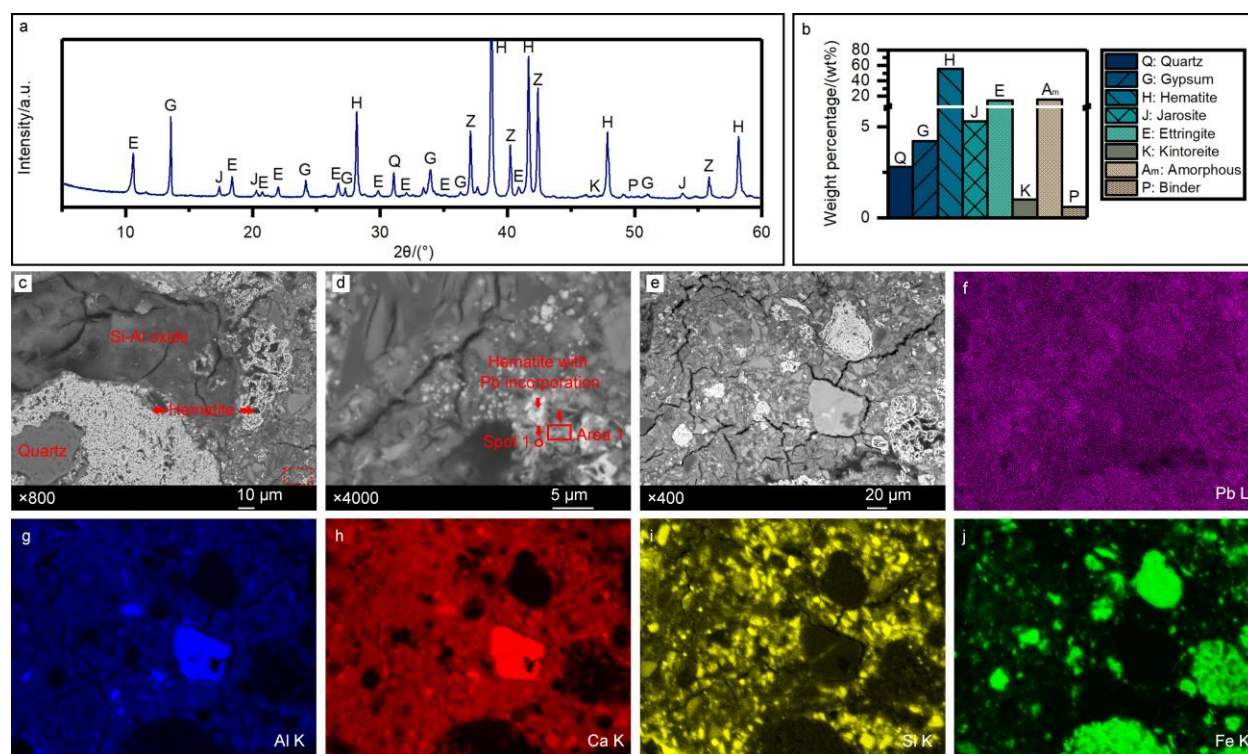 a
Intensity/a.u.
E
G
J
E
J
E
E
G
E
G
H
E
Q
E
G
E
G
Z
H
H
Z
E
H
Z
K
H
P
G
J
Z
H
10
20
30
40
50
60
2θ/(°)
b
Weight percentage/(wt%)
80
60
40
20
5
0
Q
G
H
J
E
K
Am
P
Q: Quartz
G: Gypsum
H: Hematite
J: Jarosite
E: Ettringite
K: Kintoreite
Am: Amorphous
P: Binder
c
Si-Al oxide
Hematite
Quartz
×800
10 μm
d
Hematite with
Pb incorporation
Spot 1
Area 1
×4000
5 μm
e
×400
20 μm
f
Pb L
g
Al K
h
Ca K
i
Si K
j
Fe K